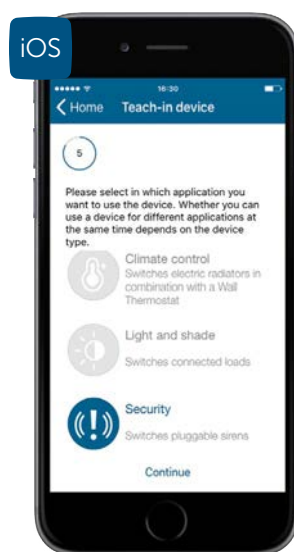 iOS
16:30
Home Teach-in device
5
Please select in which application you
want to use the device. Whether you can
use a device for different applications at
the same time depends on the device
type.
Climate control
Switches electric radiators in
combination with a Wall
Thermostat
Light and shade
Switches connected loads
Security
Switches pluggable sirens
Continue